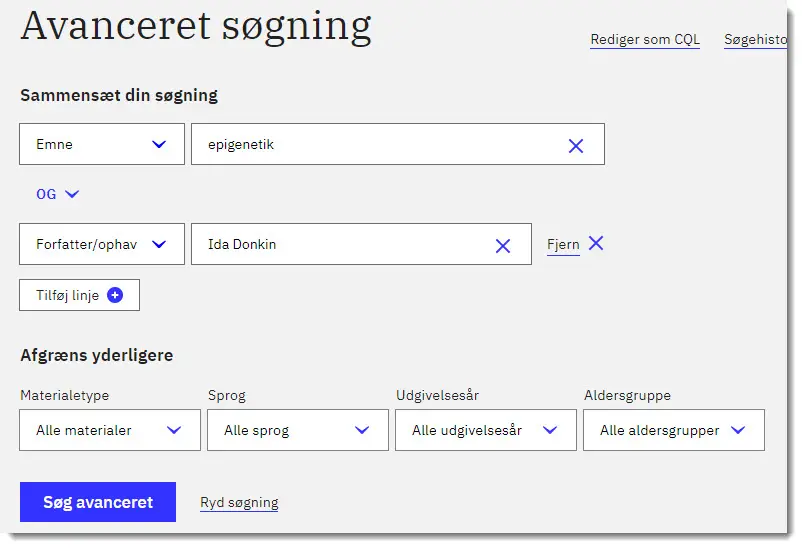 Avanceret søgning
Rediger som CQL Søgehisto
Sammensæt din søgning
Emne epigenetik
OG
Forfatter/ophav Ida Donkin Fjern
Tilføj linje
Afgræns yderligere
Materialetype Sprog Udgivelsesår Aldersgruppe
Alle materialer Alle sprog Alle udgivelsesår Alle aldersgrupper
Søg avanceret Ryd søgning